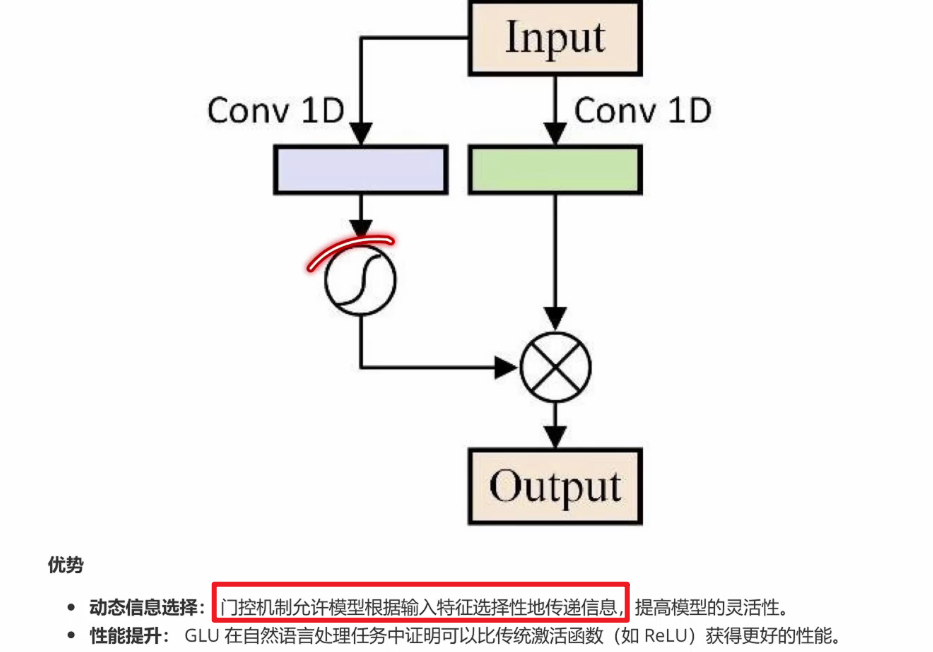 Input
Conv 1D
Conv 1D
Output
优势
动态信息选择： 门控机制允许模型根据输入特征选择性地传递信息，提高模型的灵活性。
性能提升： GLU 在自然语言处理任务中证明可以比传统激活函数（如 ReLU）获得更好的性能。